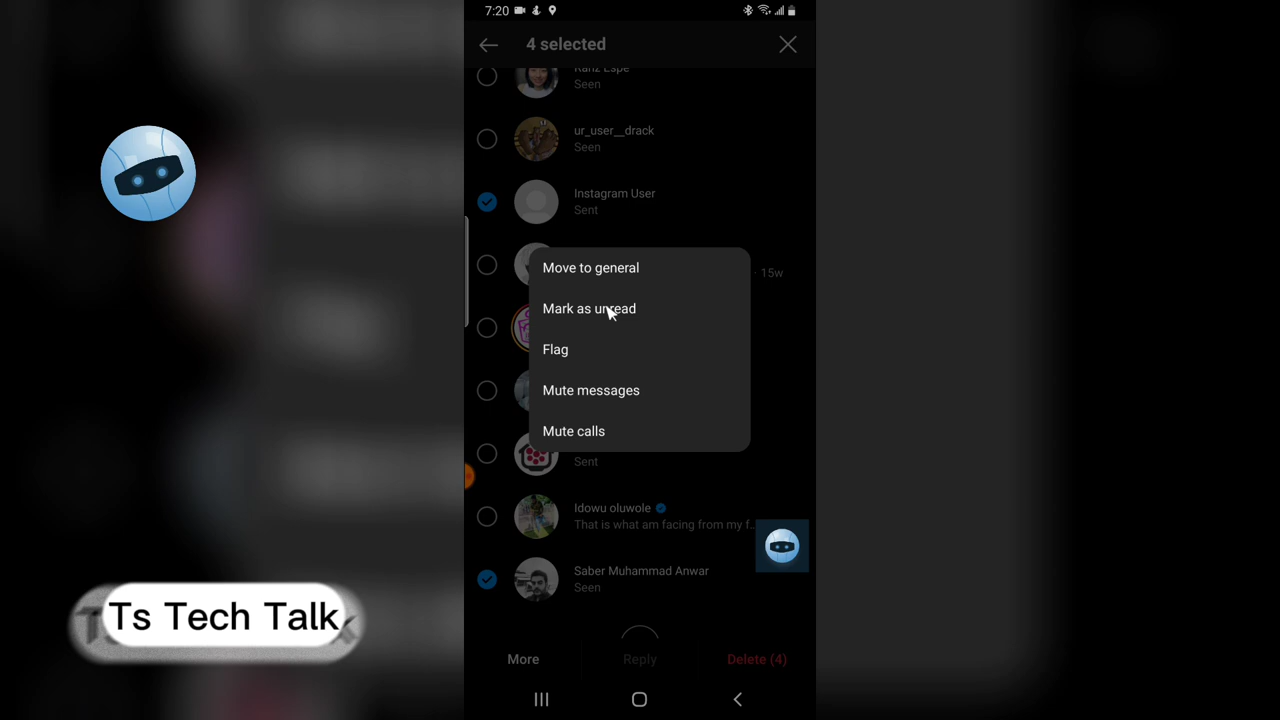 7:20
4 selected
Ranz Espe
Seen
ur_user__drack
Seen
Instagram User
Sent
· 15w
Move to general
Mark as unread
Flag
Mute messages
Mute calls
Sent
Idowu oluwole
That is what am facing from my f...
Saber Muhammad Anwar
Seen
More
Reply
Delete (4)
Ts Tech Talk